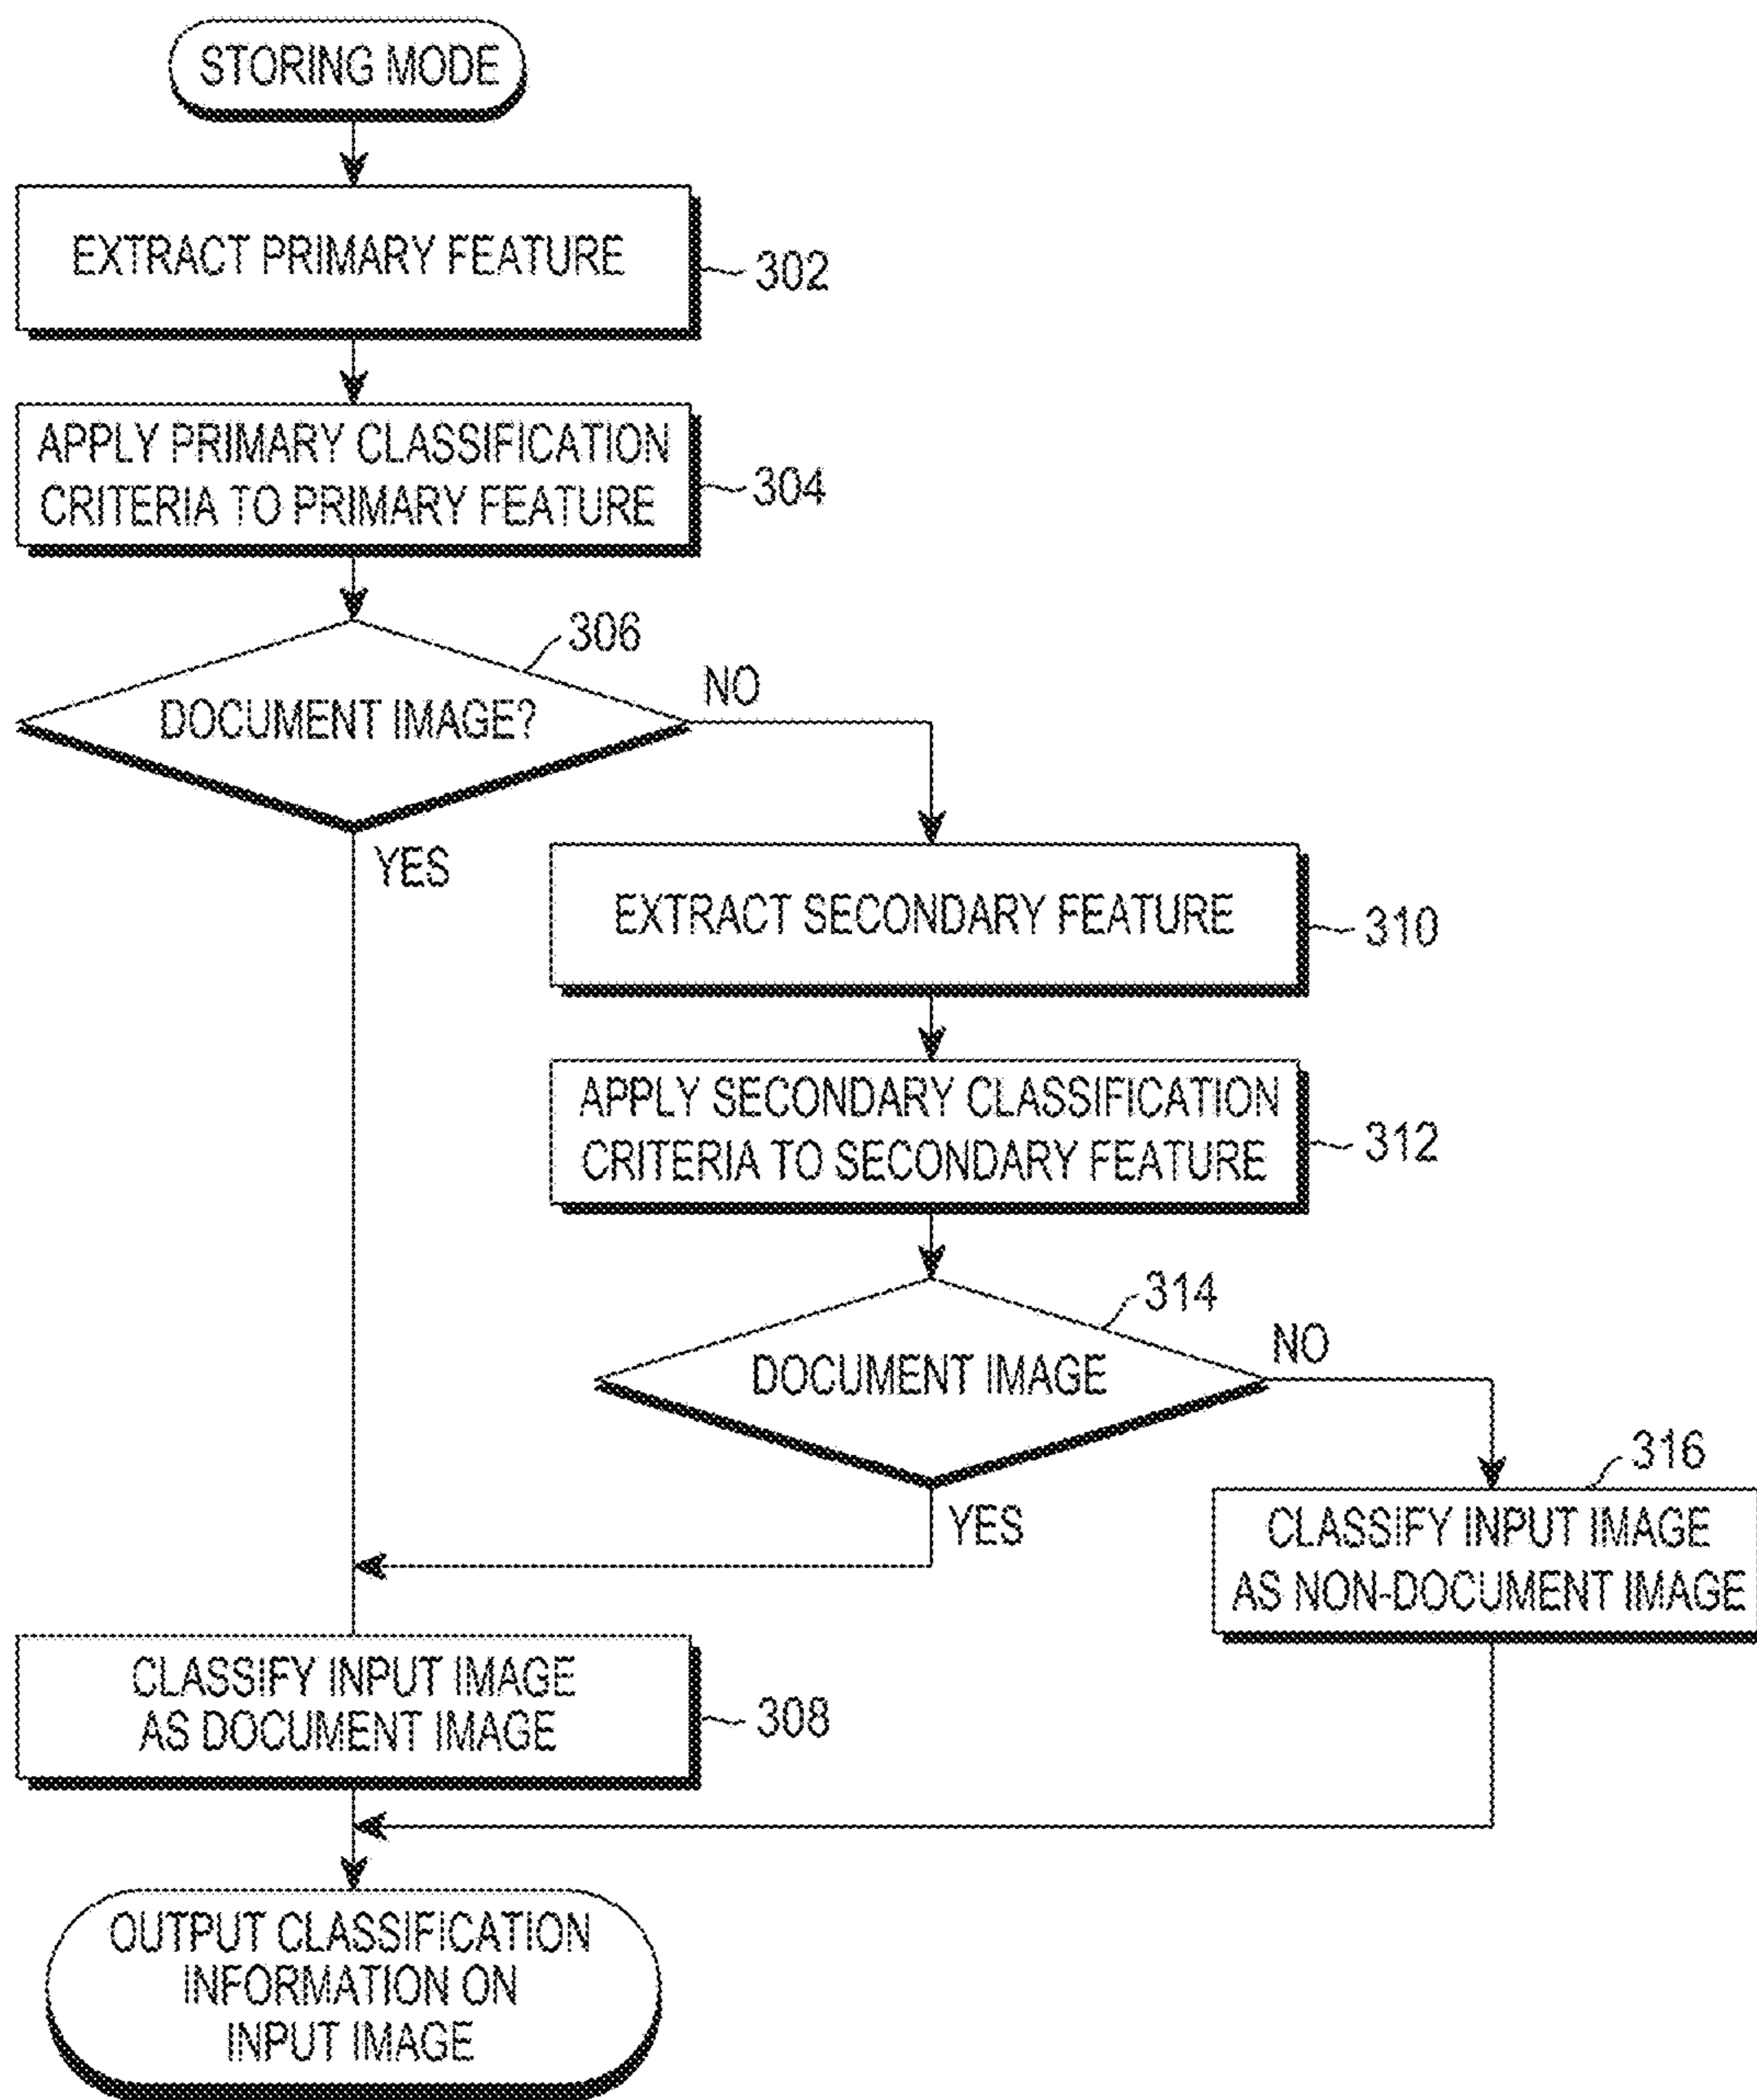 STORING MODE
EXTRACT PRIMARY FEATURE
302
APPLY PRIMARY CLASSIFICATION
CRITERIA TO PRIMARY FEATURE
304
306
DOCUMENT IMAGE?
NO
YES
EXTRACT SECONDARY FEATURE
310
APPLY SECONDARY CLASSIFICATION
CRITERIA TO SECONDARY FEATURE
312
314
DOCUMENT IMAGE
NO
YES
316
CLASSIFY INPUT IMAGE
AS NON-DOCUMENT IMAGE
CLASSIFY INPUT IMAGE
AS DOCUMENT IMAGE
308
OUTPUT CLASSIFICATION
INFORMATION ON
INPUT IMAGE